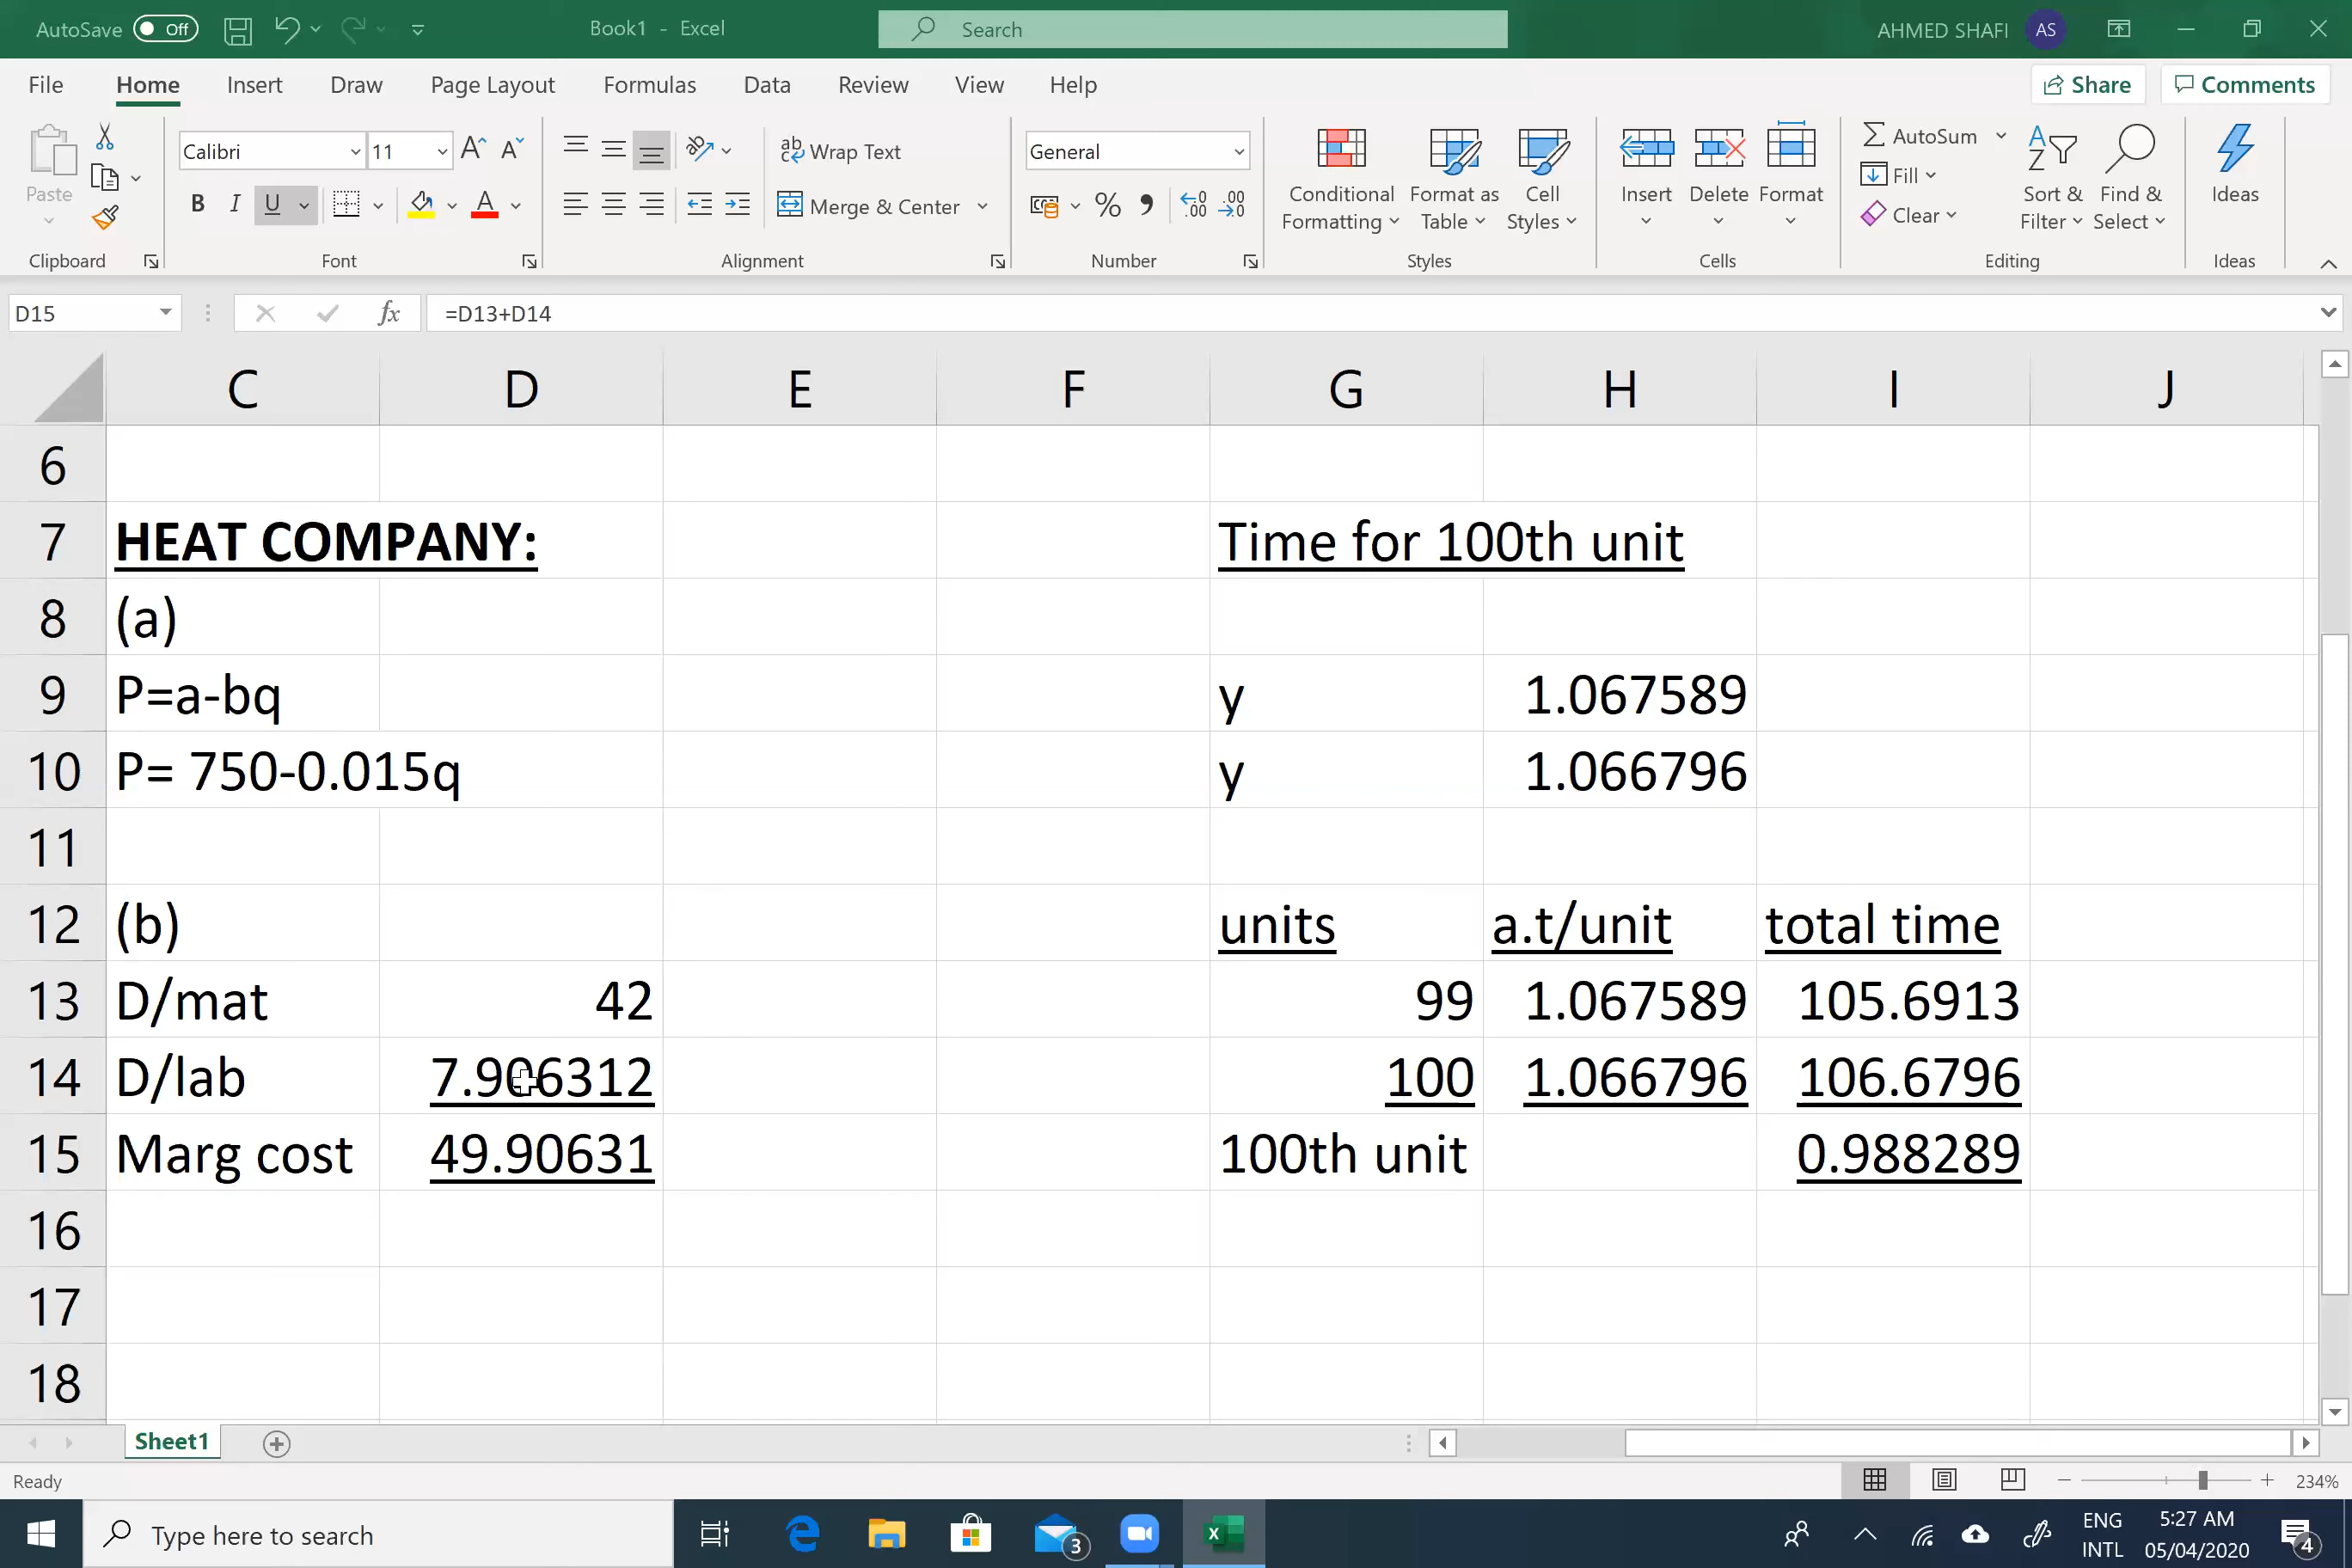 AutoSave Off Book1 - Excel Search AHMED SHAFI AS
File Home Insert Draw Page Layout Formulas Data Review View Help Share Comments
Paste Calibri 11 A A ab Wrap Text General Conditional Formatting Format as Table Cell Styles Insert Delete Format AutoSum Fill Clear Sort & Filter Find & Select Ideas
B I U A Merge & Center % , .00 .00
Clipboard Font Alignment Number Styles Cells Editing Ideas
D15 fx =D13+D14
C D E F G H I J
6
7 HEAT COMPANY: Time for 100th unit
8 (a)
9 P=a-bq y 1.067589
10 P= 750-0.015q y 1.066796
11
12 (b) units a.t/unit total time
13 D/mat 42 99 1.067589 105.6913
14 D/lab 7.906312 100 1.066796 106.6796
15 Marg cost 49.90631 100th unit 0.988289
16
17
18
Sheet1
Ready 234%
Type here to search 3 ENG INTL 5:27 AM 05/04/2020 4